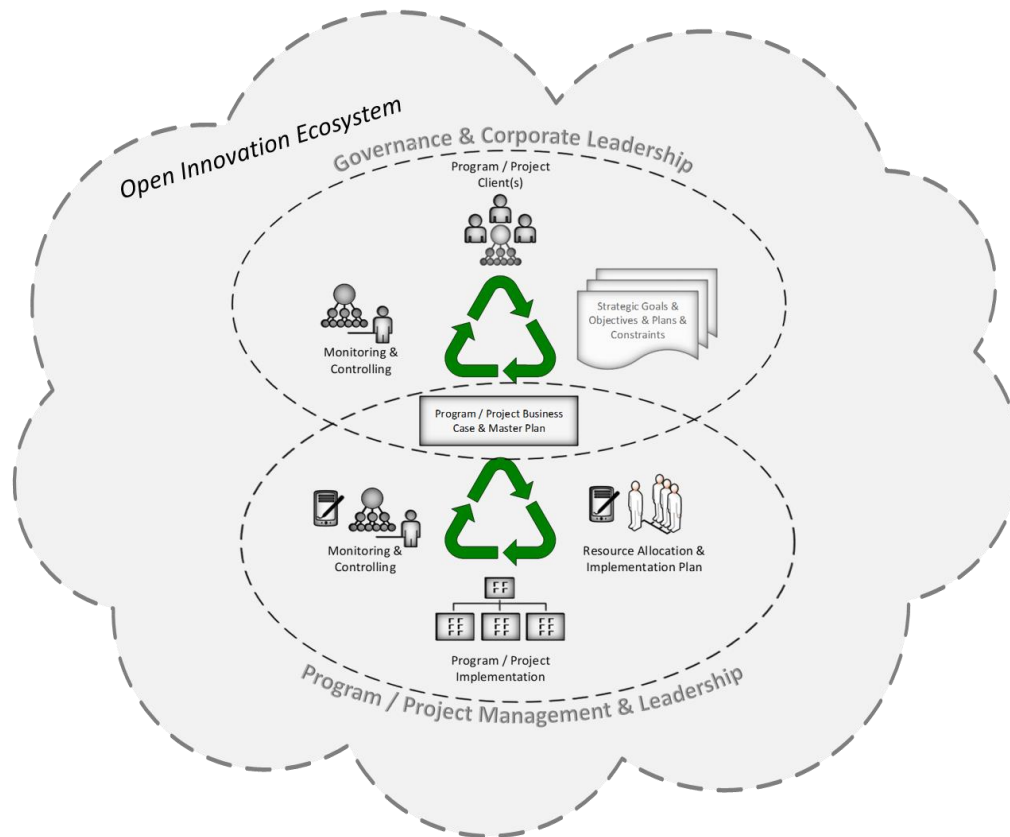 Open Innovation Ecosystem
Governance & Corporate Leadership
Program / Project
Client(s)
Strategic Goals &
Objectives & Plans &
Constraints
Monitoring &
Controlling
Program / Project Business
Case & Master Plan
Monitoring &
Controlling
Resource Allocation &
Implementation Plan
Program / Project
Implementation
Program / Project Management & Leadership